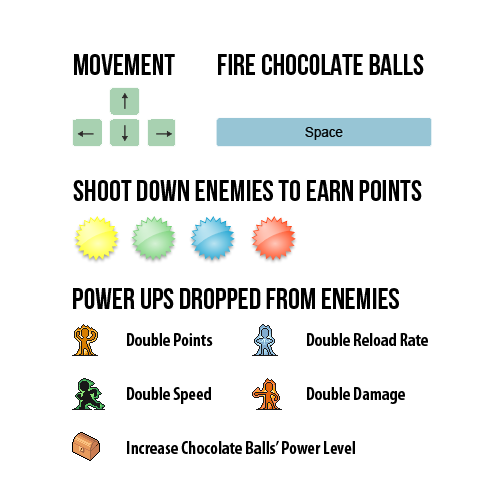 MOVEMENT
FIRE CHOCOLATE BALLS
↑
← ↓ →
Space
SHOOT DOWN ENEMIES TO EARN POINTS
POWER UPS DROPPED FROM ENEMIES
Double Points
Double Reload Rate
Double Speed
Double Damage
Increase Chocolate Balls' Power Level